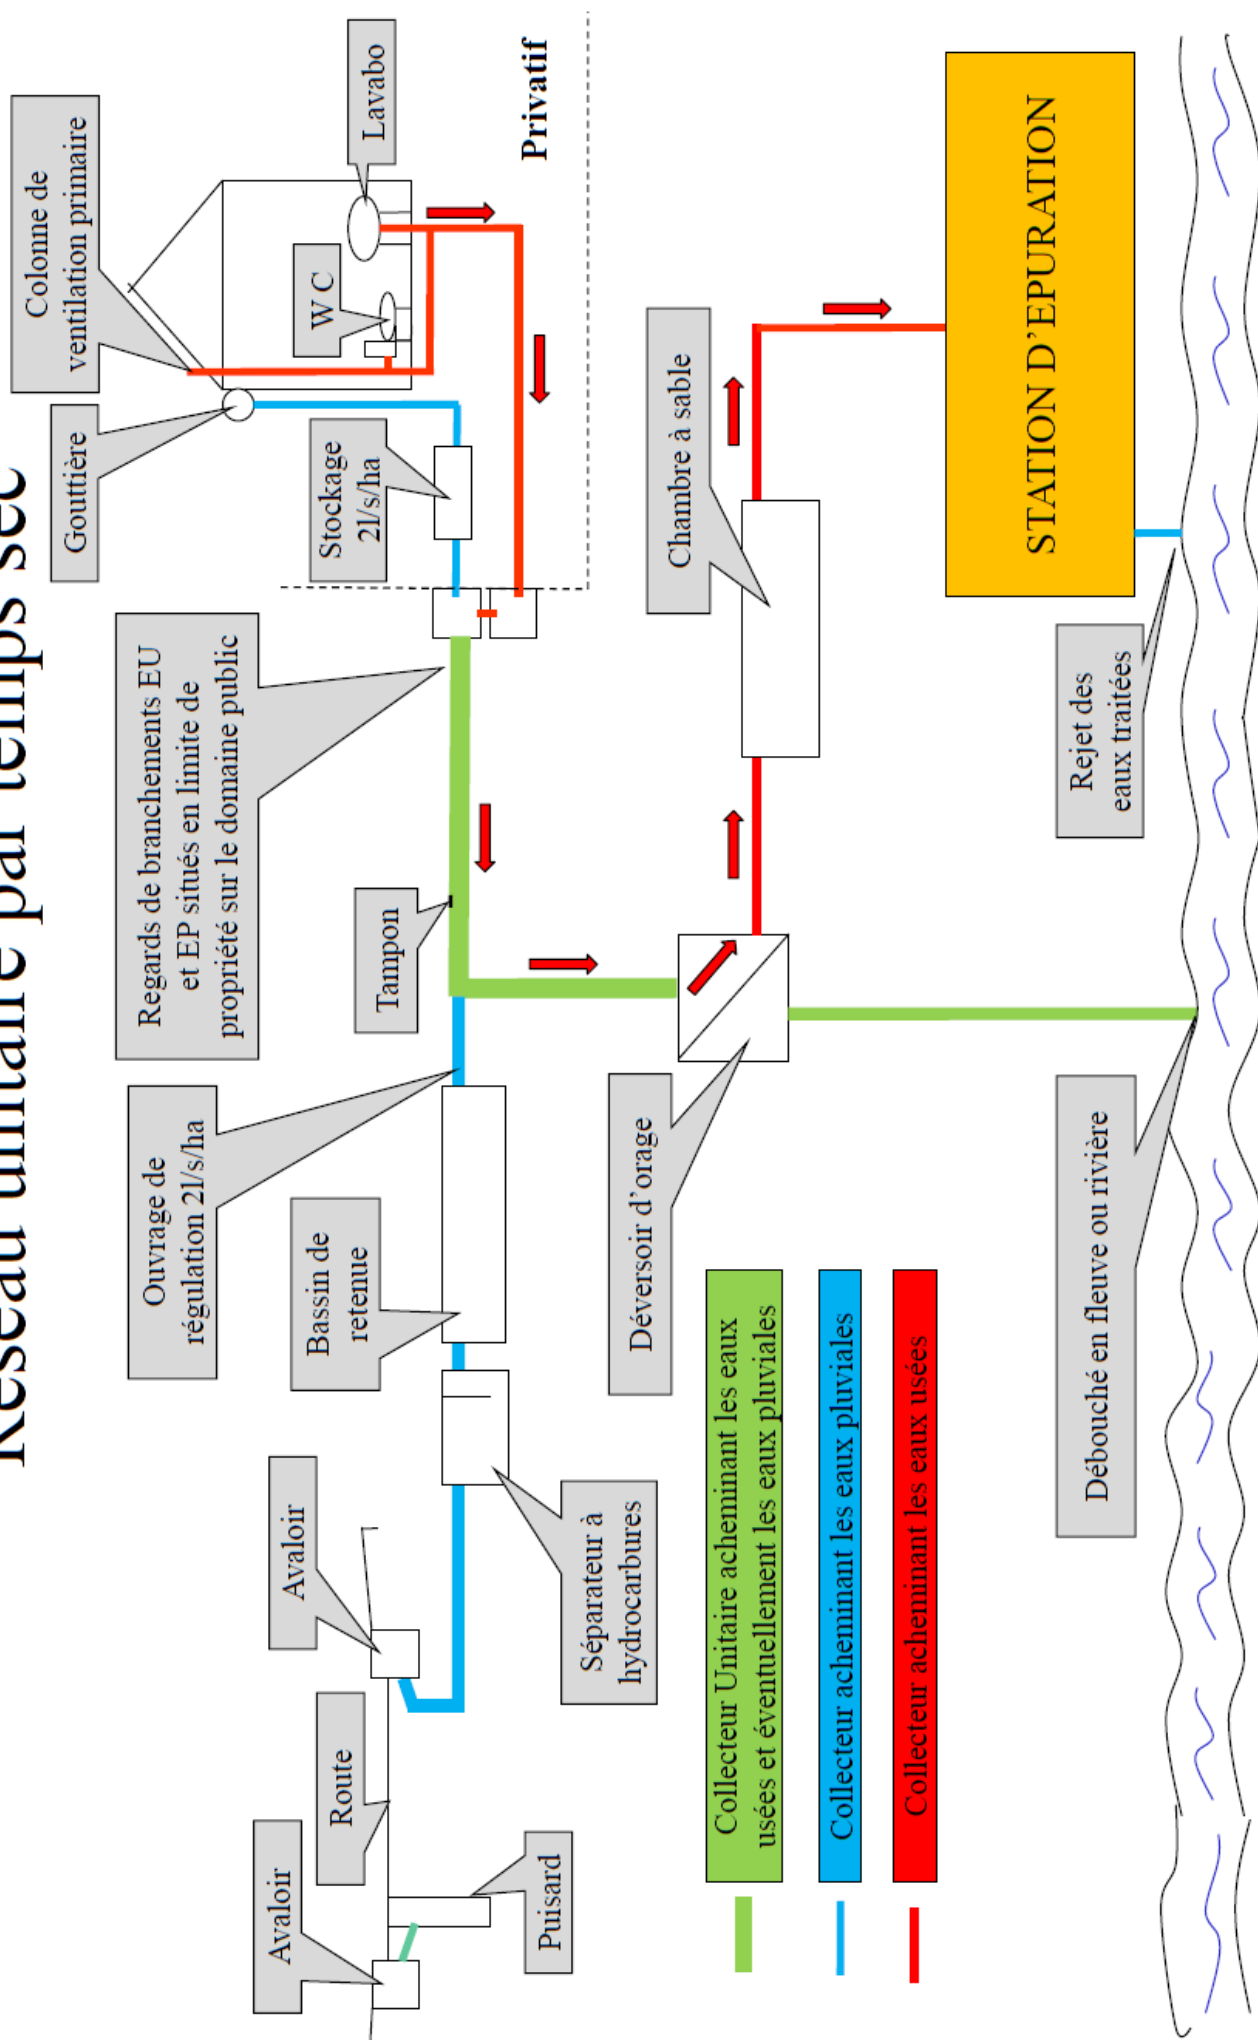 Réseau unitaire par temps sec
Colonne de
ventilation primaire
Gouttière
Regards de branchements EU
et EP situés en limite de
propriété sur le domaine public
Ouvrage de
régulation 2l/s/ha
Avaloir
Avaloir
Route
Bassin de
retenue
Tampon
Stockage
2l/s/ha
W C
Lavabo
Privatif
Puisard
Séparateur à
hydrocarbures
Déversoir d'orage
Chambre à sable
Collecteur Unitaire acheminant les eaux
usées et éventuellement les eaux pluviales
Collecteur acheminant les eaux pluviales
Collecteur acheminant les eaux usées
STATION D'EPURATION
Débouché en fleuve ou rivière
Rejet des
eaux traitées